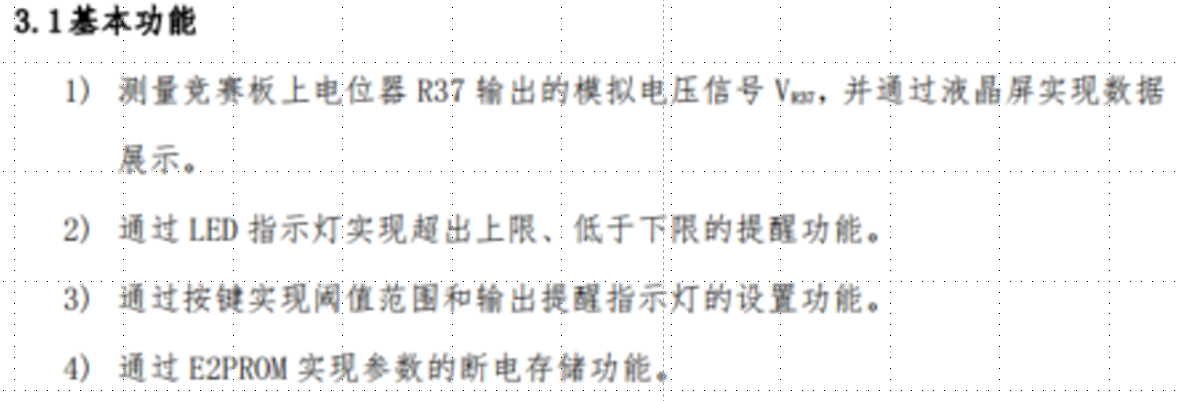 3.1基本功能
1) 测量竞赛板上电位器 R37 输出的模拟电压信号 VR37，并通过液晶屏实现数据
展示。
2) 通过 LED 指示灯实现超出上限、低于下限的提醒功能。
3) 通过按键实现阈值范围和输出提醒指示灯的设置功能。
4) 通过 E2PROM 实现参数的断电存储功能。